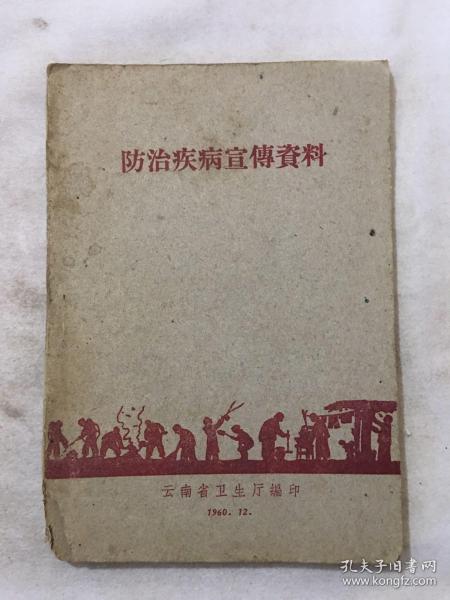 防治疾病宣傳資料
云南省卫生厅編印
1960. 12.
孔夫子旧书网
www.kongfz.com